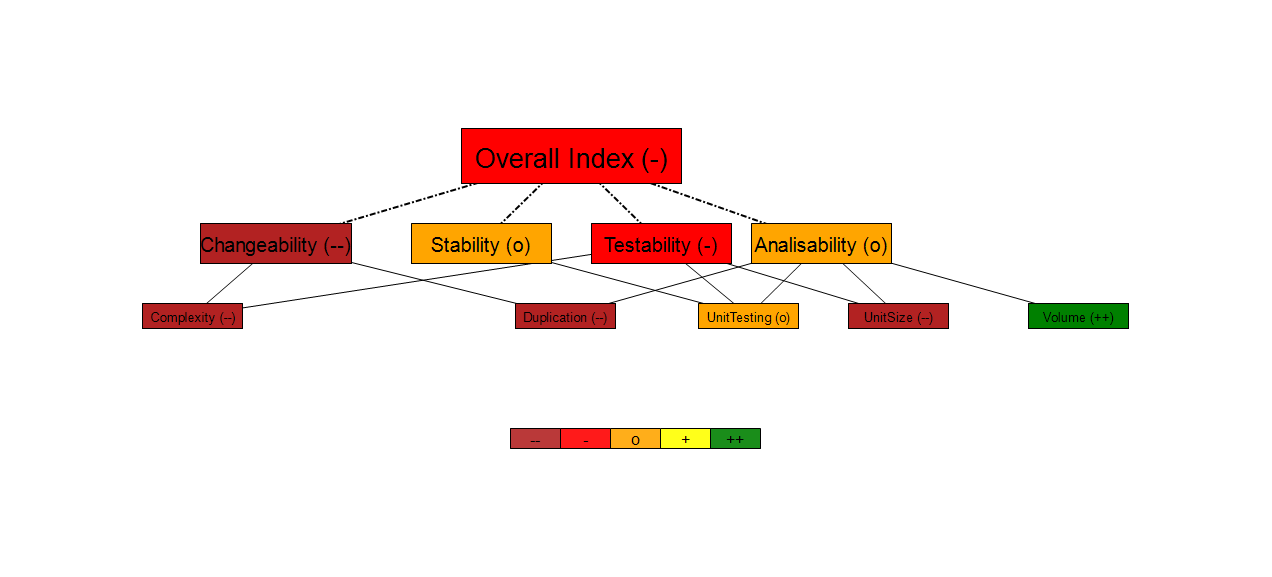 Overall Index (-)
Changeability (--)
Stability (o)
Testability (-)
Analisability (o)
Complexity (--)
Duplication (--)
UnitTesting (o)
UnitSize (--)
Volume (++)
--
-
o
+
++